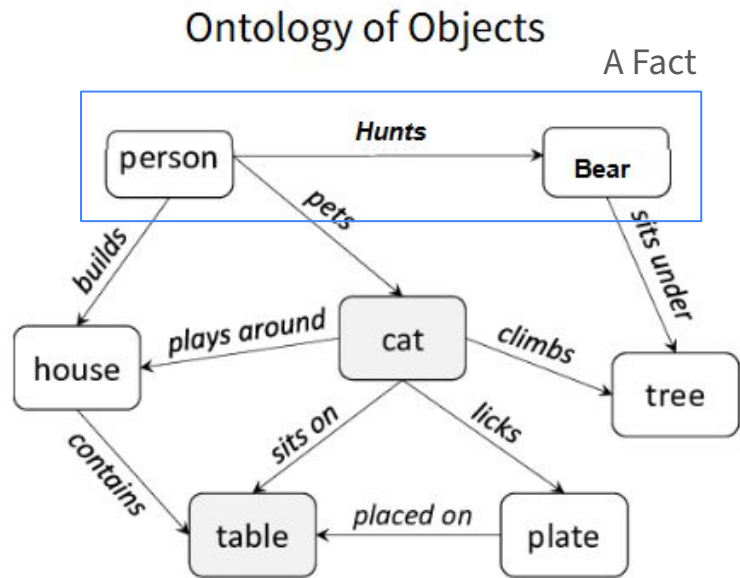 Ontology of Objects
A Fact
person
Hunts
Bear
builds
pets
sits under
house
plays around
cat
climbs
tree
contains
sits on
licks
table
placed on
plate